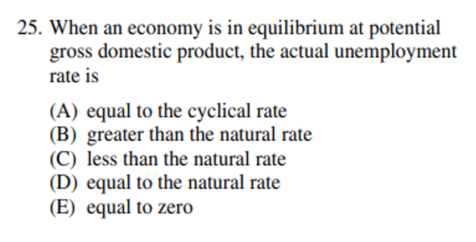 25. When an economy is in equilibrium at potential
gross domestic product, the actual unemployment
rate is
(A) equal to the cyclical rate
(B) greater than the natural rate
(C) less than the natural rate
(D) equal to the natural rate
(E) equal to zero